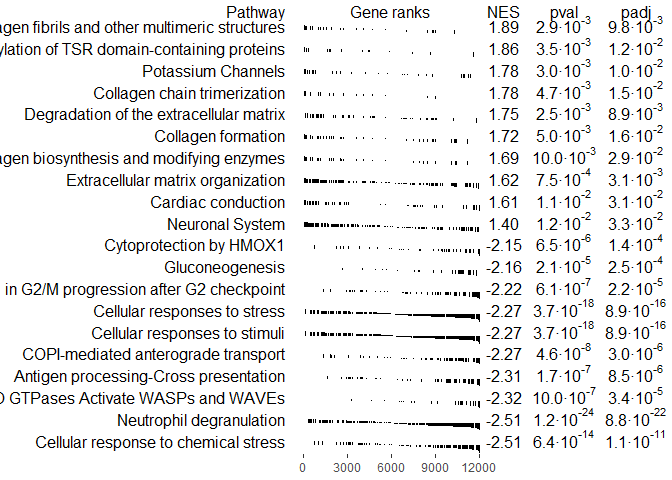 Pathway Gene ranks NES pval padj
agen fibrils and other multimeric structures 1.89 2.9·10⁻³ 9.8·10⁻³
ylation of TSR domain-containing proteins 1.86 3.5·10⁻³ 1.2·10⁻²
Potassium Channels 1.78 3.0·10⁻³ 1.0·10⁻²
Collagen chain trimerization 1.78 4.7·10⁻³ 1.5·10⁻²
Degradation of the extracellular matrix 1.75 2.5·10⁻³ 8.9·10⁻³
Collagen formation 1.72 5.0·10⁻³ 1.6·10⁻²
agen biosynthesis and modifying enzymes 1.69 10.0·10⁻³ 2.9·10⁻²
Extracellular matrix organization 1.62 7.5·10⁻⁴ 3.1·10⁻³
Cardiac conduction 1.61 1.1·10⁻² 3.1·10⁻²
Neuronal System 1.40 1.2·10⁻² 3.3·10⁻²
Cytoprotection by HMOX1 -2.15 6.5·10⁻⁶ 1.4·10⁻⁴
Gluconeogenesis -2.16 2.1·10⁻⁵ 2.5·10⁻⁴
in G2/M progression after G2 checkpoint -2.22 6.1·10⁻⁷ 2.2·10⁻⁵
Cellular responses to stress -2.27 3.7·10⁻¹⁸ 8.9·10⁻¹⁶
Cellular responses to stimuli -2.27 3.7·10⁻¹⁸ 8.9·10⁻¹⁶
COPI-mediated anterograde transport -2.27 4.6·10⁻⁸ 3.0·10⁻⁶
Antigen processing-Cross presentation -2.31 1.7·10⁻⁷ 8.5·10⁻⁶
O GTPases Activate WASPs and WAVEs -2.32 10.0·10⁻⁷ 3.4·10⁻⁵
Neutrophil degranulation -2.51 1.2·10⁻²⁴ 8.8·10⁻²²
Cellular response to chemical stress -2.51 6.4·10⁻¹⁴ 1.1·10⁻¹¹
0 3000 6000 9000 12000